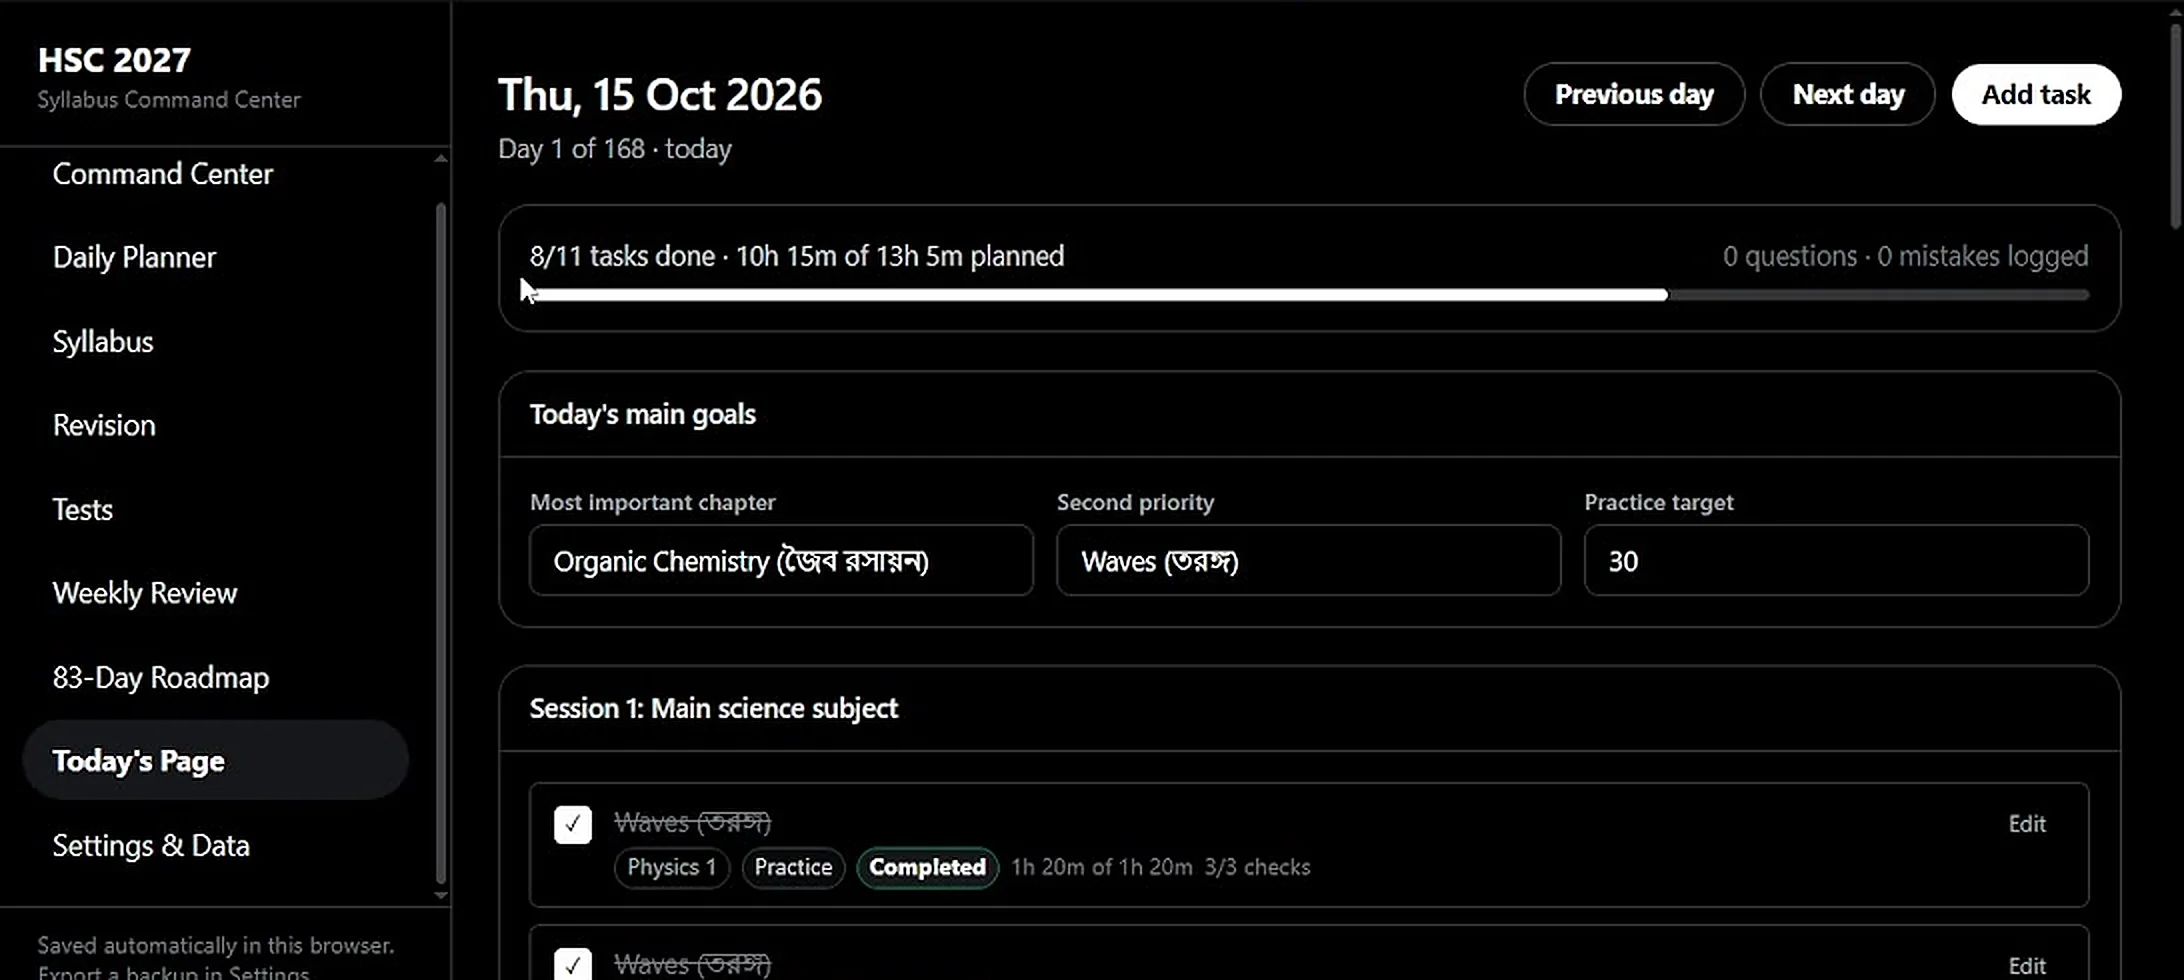 HSC 2027
Syllabus Command Center
Command Center
Daily Planner
Syllabus
Revision
Tests
Weekly Review
83-Day Roadmap
Today's Page
Settings & Data
Saved automatically in this browser.
Export a backup in Settings
Thu, 15 Oct 2026
Day 1 of 168 · today
Previous day
Next day
Add task
8/11 tasks done · 10h 15m of 13h 5m planned
0 questions · 0 mistakes logged
Today's main goals
Most important chapter
Organic Chemistry (জৈব রসায়ন)
Second priority
Waves (তরঙ্গ)
Practice target
30
Session 1: Main science subject
Waves (তরঙ্গ)
Edit
Physics 1 Practice Completed 1h 20m of 1h 20m 3/3 checks
Waves (তরঙ্গ)
Edit